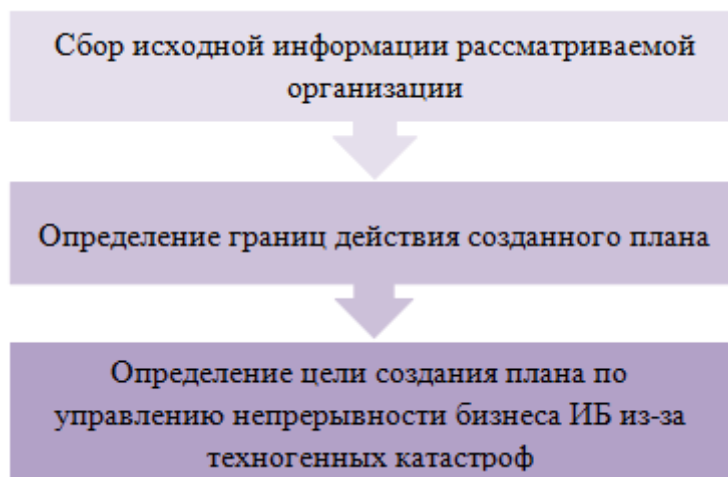 Сбор исходной информации рассматриваемой
организации
Определение границ действия созданного плана
Определение цели создания плана по
управлению непрерывности бизнеса ИБ из-за
техногенных катастроф